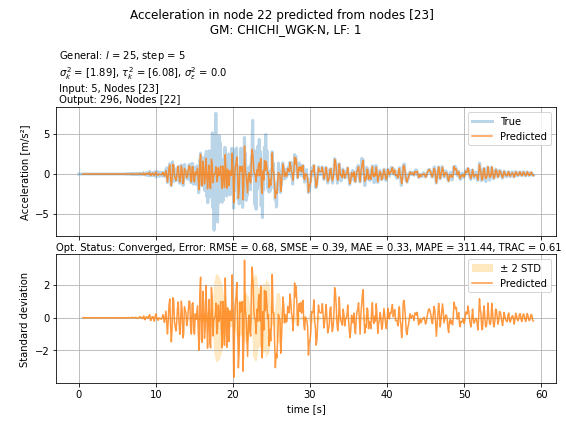 Acceleration in node 22 predicted from nodes [23]
GM: CHICHI_WGK-N, LF: 1
General: l = 25, step = 5
σ²ₖ = [1.89], τ²ₖ = [6.08], σ²ε = 0.0
Input: 5, Nodes [23]
Output: 296, Nodes [22]
Acceleration [m/s²]
5
0
−5
True
Predicted
Opt. Status: Converged, Error: RMSE = 0.68, SMSE = 0.39, MAE = 0.33, MAPE = 311.44, TRAC = 0.61
Standard deviation
2
0
−2
± 2 STD
Predicted
0 10 20 30 40 50 60
time [s]